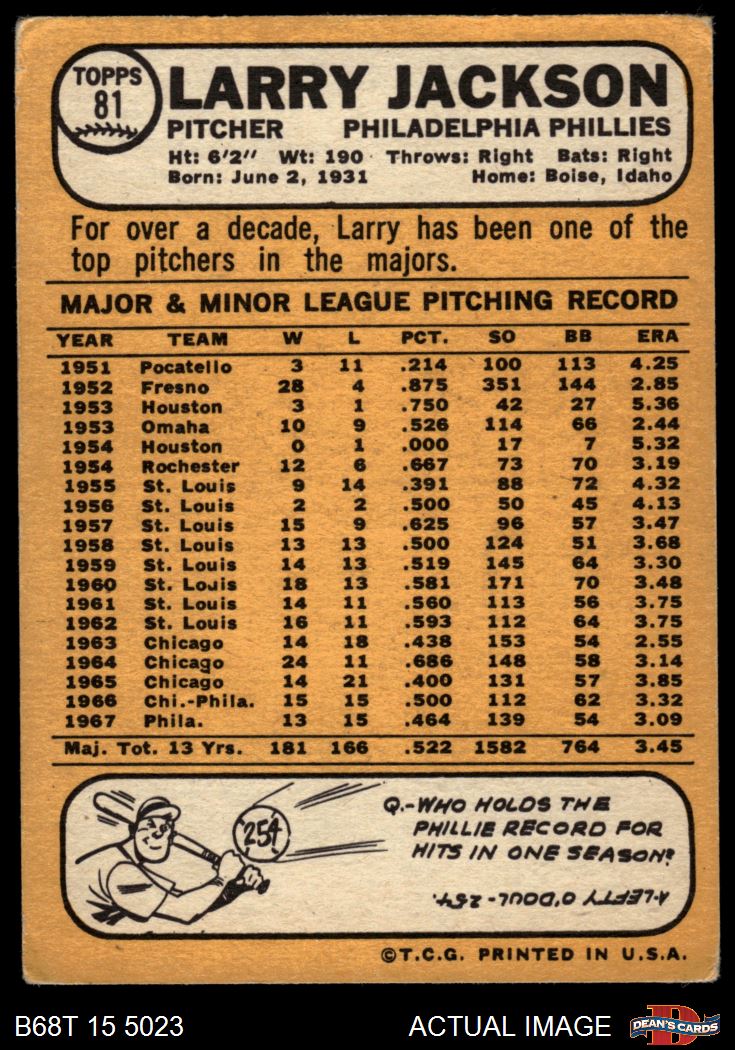 TOPPS
81
LARRY JACKSON
PITCHER PHILADELPHIA PHILLIES
Ht: 6'2" Wt: 190 Throws: Right Bats: Right
Born: June 2, 1931 Home: Boise, Idaho
For over a decade, Larry has been one of the
top pitchers in the majors.
MAJOR & MINOR LEAGUE PITCHING RECORD
YEAR TEAM W L PCT. SO BB ERA
1951 Pocatello 3 11 .214 100 113 4.25
1952 Fresno 28 4 .875 351 144 2.85
1953 Houston 3 1 .750 42 27 5.36
1953 Omaha 10 9 .526 114 66 2.44
1954 Houston 0 1 .000 17 7 5.32
1954 Rochester 12 6 .667 73 70 3.19
1955 St. Louis 9 14 .391 88 72 4.32
1956 St. Louis 2 2 .500 50 45 4.13
1957 St. Louis 15 9 .625 96 57 3.47
1958 St. Louis 13 13 .500 124 51 3.68
1959 St. Louis 14 13 .519 145 64 3.30
1960 St. Louis 18 13 .581 171 70 3.48
1961 St. Louis 14 11 .560 113 56 3.75
1962 St. Louis 16 11 .593 112 64 3.75
1963 Chicago 14 18 .438 153 54 2.55
1964 Chicago 24 11 .686 148 58 3.14
1965 Chicago 14 21 .400 131 57 3.85
1966 Chi.-Phila. 15 15 .500 112 62 3.32
1967 Phila. 13 15 .464 139 54 3.09
Maj. Tot. 13 Yrs. 181 166 .522 1582 764 3.45
254
Q.-WHO HOLDS THE
PHILLIE RECORD FOR
HITS IN ONE SEASON?
A-LEFTY O'DOUL-254.
©T.C.G. PRINTED IN U.S.A.
B68T 15 5023 ACTUAL IMAGE D DEAN'S CARDS